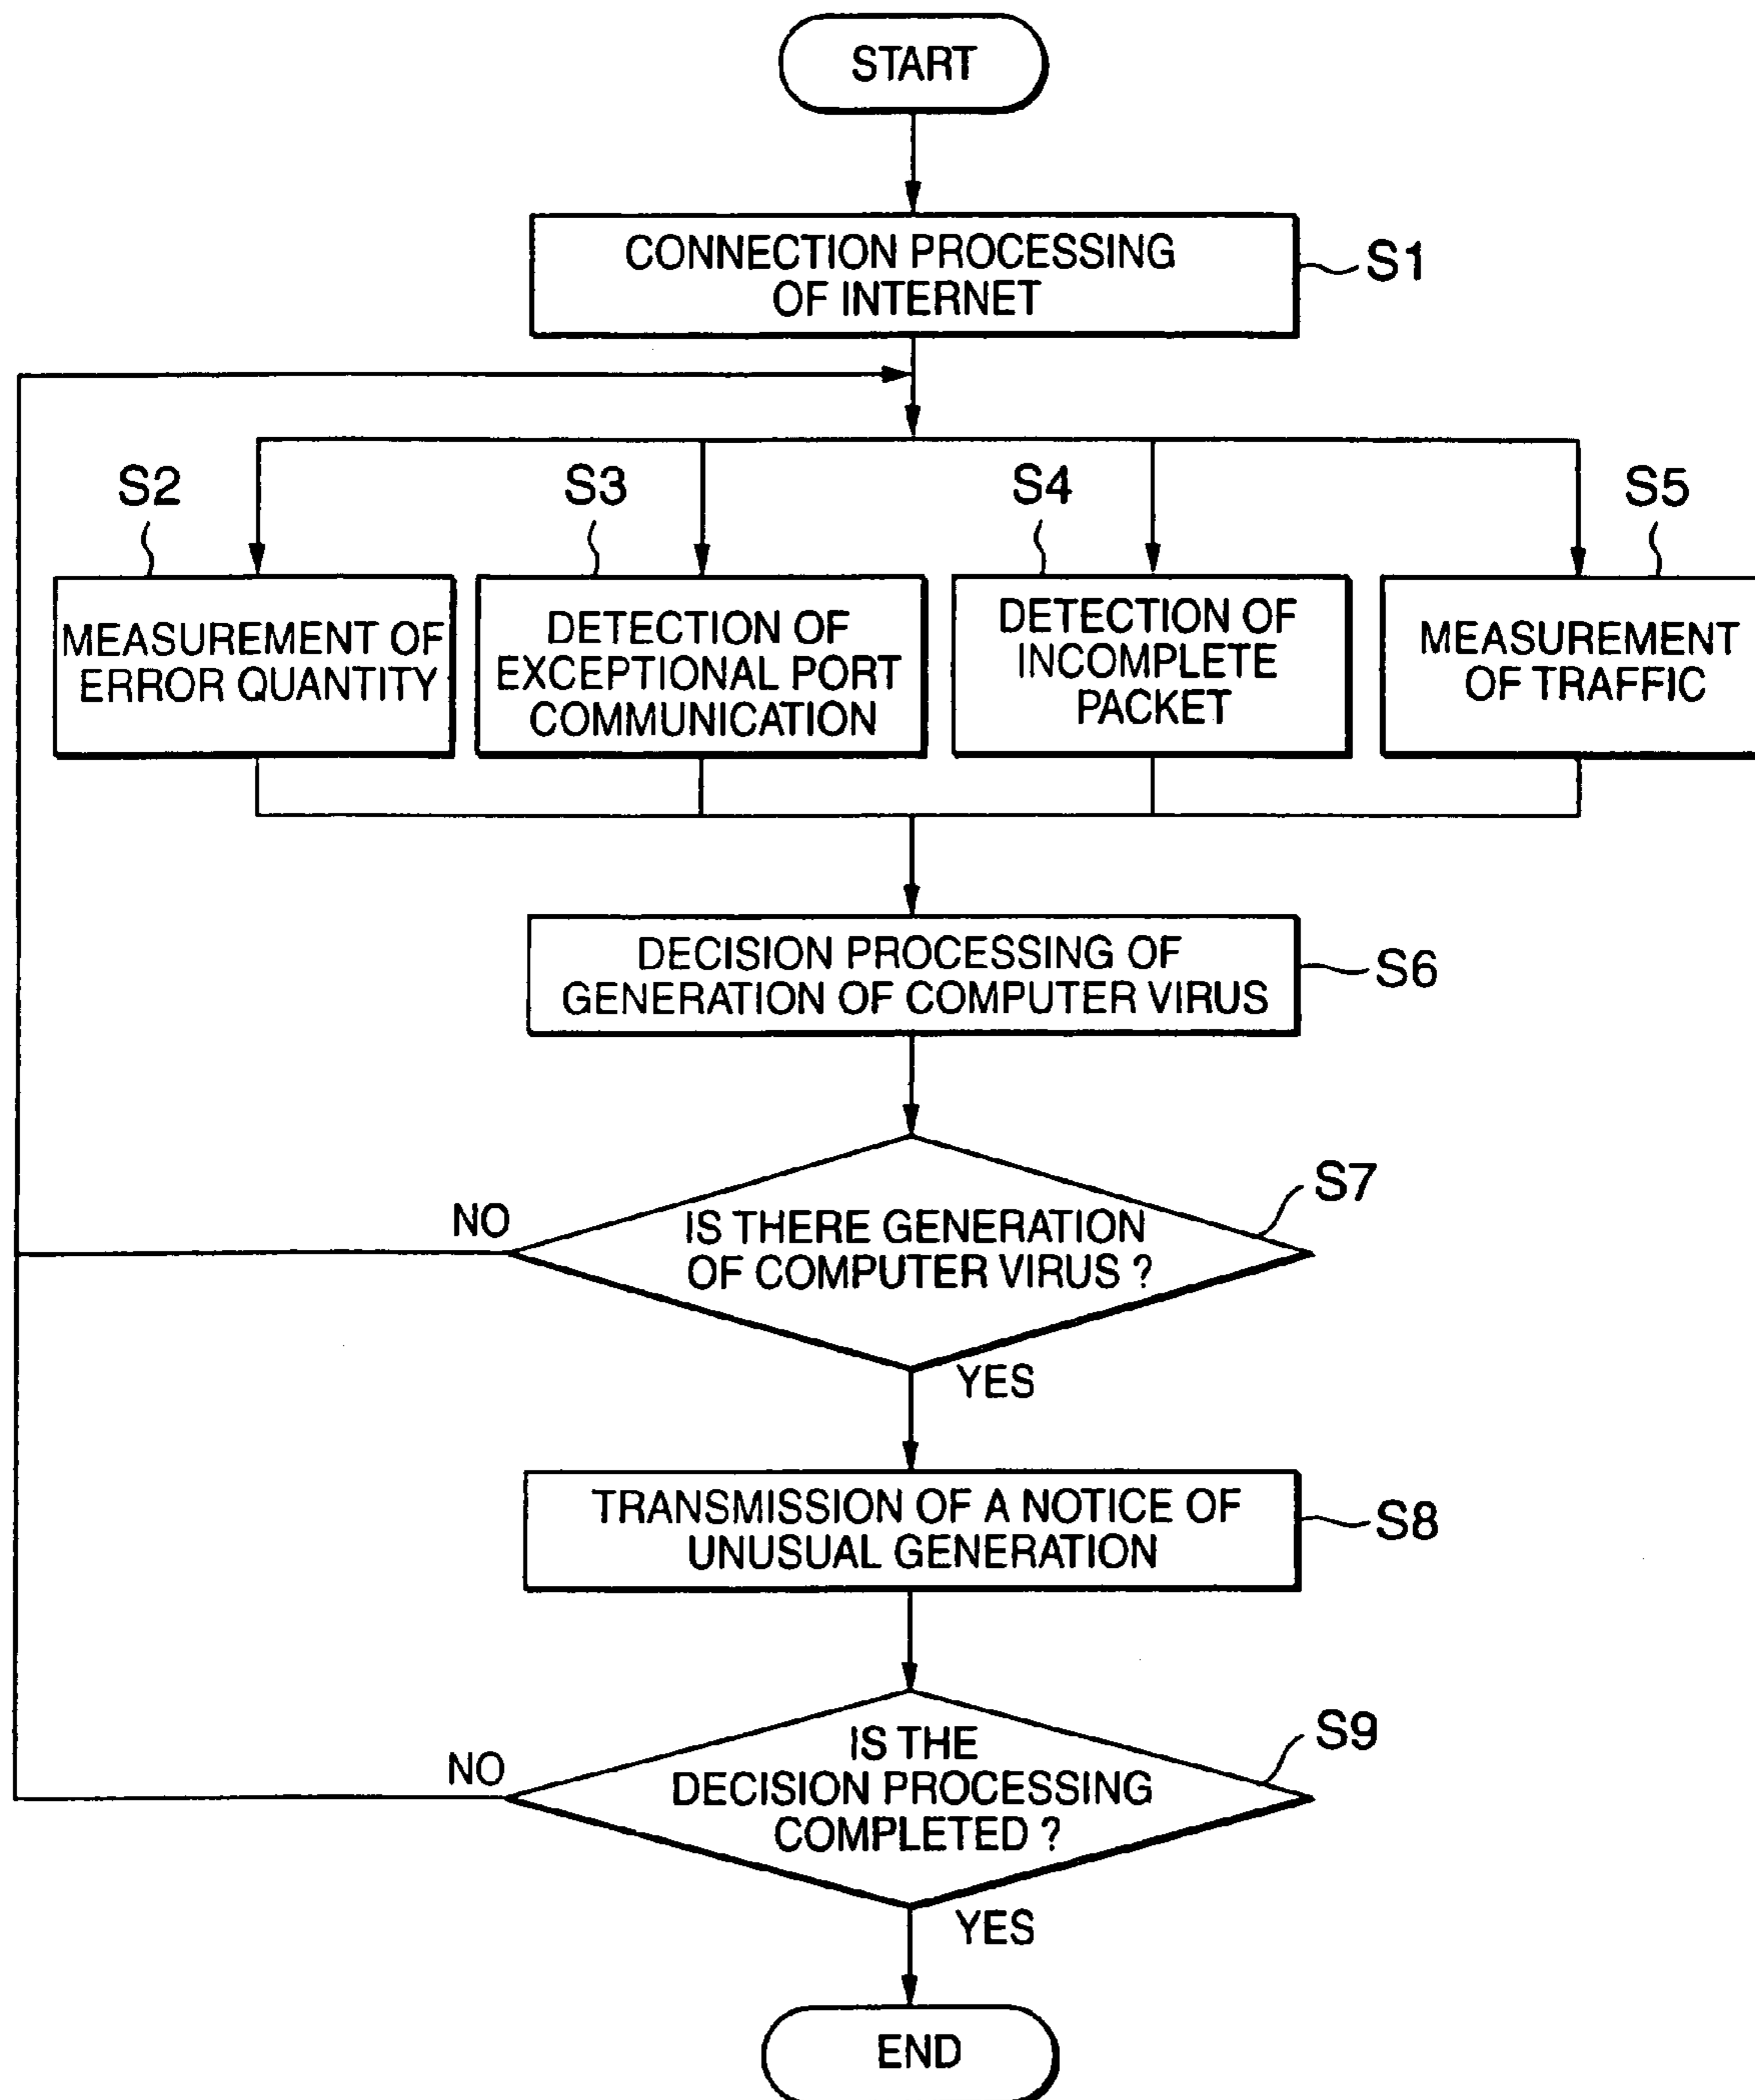 START
CONNECTION PROCESSING
OF INTERNET
S1
S2
S3
S4
S5
MEASUREMENT OF
ERROR QUANTITY
DETECTION OF
EXCEPTIONAL PORT
COMMUNICATION
DETECTION OF
INCOMPLETE
PACKET
MEASUREMENT
OF TRAFFIC
DECISION PROCESSING OF
GENERATION OF COMPUTER VIRUS
S6
S7
NO
IS THERE GENERATION
OF COMPUTER VIRUS ?
YES
TRANSMISSION OF A NOTICE OF
UNUSUAL GENERATION
S8
S9
NO
IS THE
DECISION PROCESSING
COMPLETED ?
YES
END